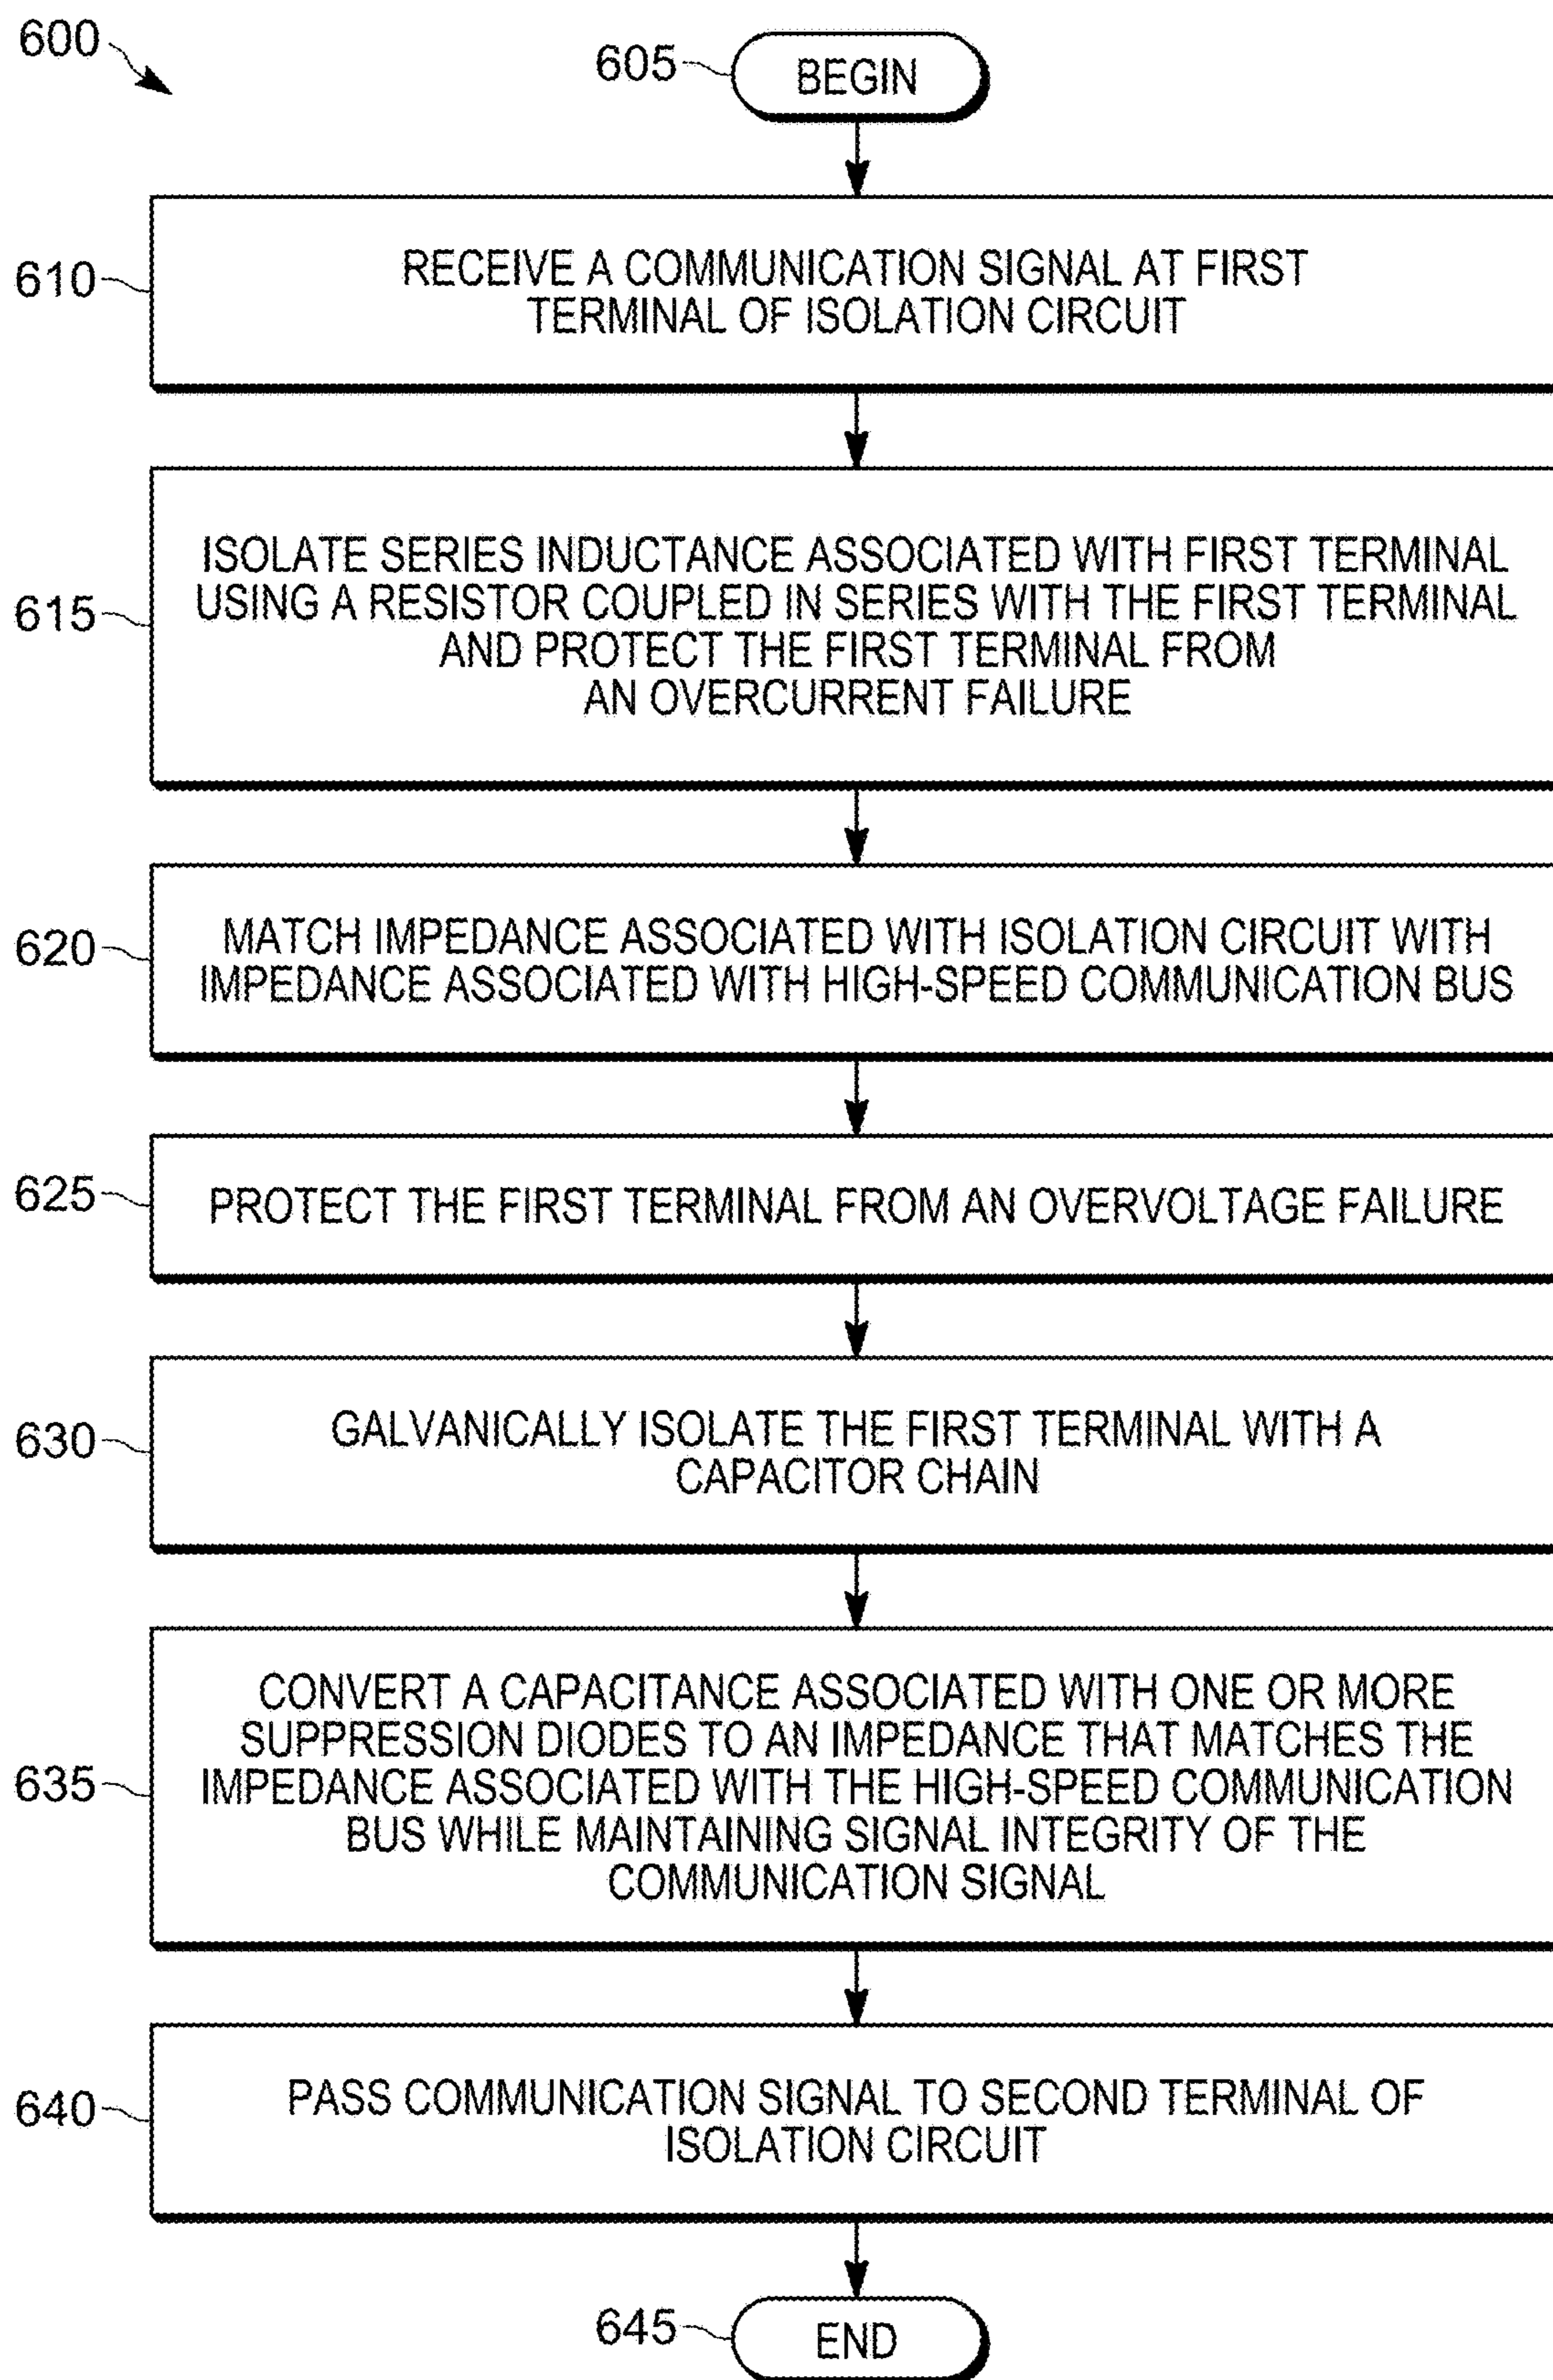 600
605
BEGIN
610
RECEIVE A COMMUNICATION SIGNAL AT FIRST
TERMINAL OF ISOLATION CIRCUIT
615
ISOLATE SERIES INDUCTANCE ASSOCIATED WITH FIRST TERMINAL
USING A RESISTOR COUPLED IN SERIES WITH THE FIRST TERMINAL
AND PROTECT THE FIRST TERMINAL FROM
AN OVERCURRENT FAILURE
620
MATCH IMPEDANCE ASSOCIATED WITH ISOLATION CIRCUIT WITH
IMPEDANCE ASSOCIATED WITH HIGH-SPEED COMMUNICATION BUS
625
PROTECT THE FIRST TERMINAL FROM AN OVERVOLTAGE FAILURE
630
GALVANICALLY ISOLATE THE FIRST TERMINAL WITH A
CAPACITOR CHAIN
635
CONVERT A CAPACITANCE ASSOCIATED WITH ONE OR MORE
SUPPRESSION DIODES TO AN IMPEDANCE THAT MATCHES THE
IMPEDANCE ASSOCIATED WITH THE HIGH-SPEED COMMUNICATION
BUS WHILE MAINTAINING SIGNAL INTEGRITY OF THE
COMMUNICATION SIGNAL
640
PASS COMMUNICATION SIGNAL TO SECOND TERMINAL OF
ISOLATION CIRCUIT
645
END